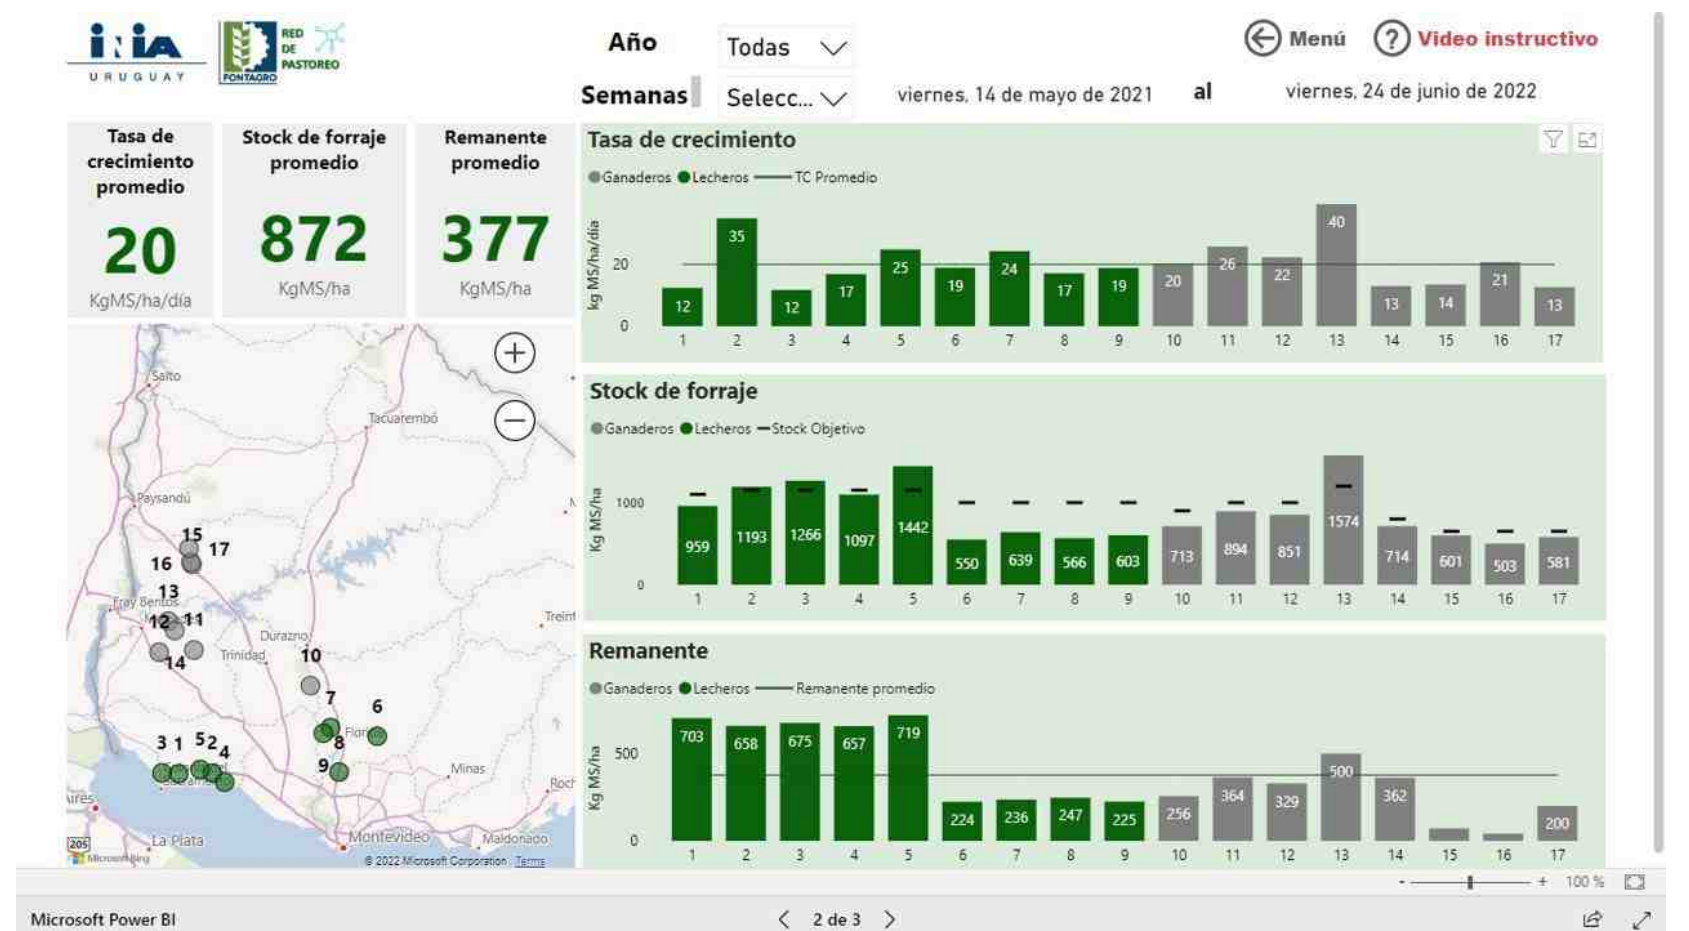 INIA
URUGUAY
FONTAGRO
RED
DE
PASTOREO
Año
Todas
Semanas
Selecc...
viernes, 14 de mayo de 2021 al viernes, 24 de junio de 2022
Menú
Video instructivo
Tasa de
crecimiento
promedio
20
KgMS/ha/día
Stock de forraje
promedio
872
KgMS/ha
Remanente
promedio
377
KgMS/ha
Salto
Tacuarembó
Paysandú
15
17
16
13
Fray Bentos
12 11
Treint
Durazno
14
Trinidad
10
7
6
Flori
8
3 1 5 2 4
9
Minas
Roch
Aires
205
La Plata
Montevideo
Maldonado
Microsoft Bing
© 2022 Microsoft Corporation Terms
Tasa de crecimiento
Ganaderos Lecheros TC Promedio
kg MS/ha/día
20
0
12 35 12 17 25 19 24 17 19 20 26 22 40 13 14 21 13
1 2 3 4 5 6 7 8 9 10 11 12 13 14 15 16 17
Stock de forraje
Ganaderos Lecheros Stock Objetivo
Kg MS/ha
1000
0
959 1193 1266 1097 1442 550 639 566 603 713 894 851 1574 714 601 503 581
1 2 3 4 5 6 7 8 9 10 11 12 13 14 15 16 17
Remanente
Ganaderos Lecheros Remanente promedio
Kg MS/ha
500
0
703 658 675 657 719 224 236 247 225 256 364 329 500 362 200
1 2 3 4 5 6 7 8 9 10 11 12 13 14 15 16 17
- + 100 %
Microsoft Power BI
2 de 3